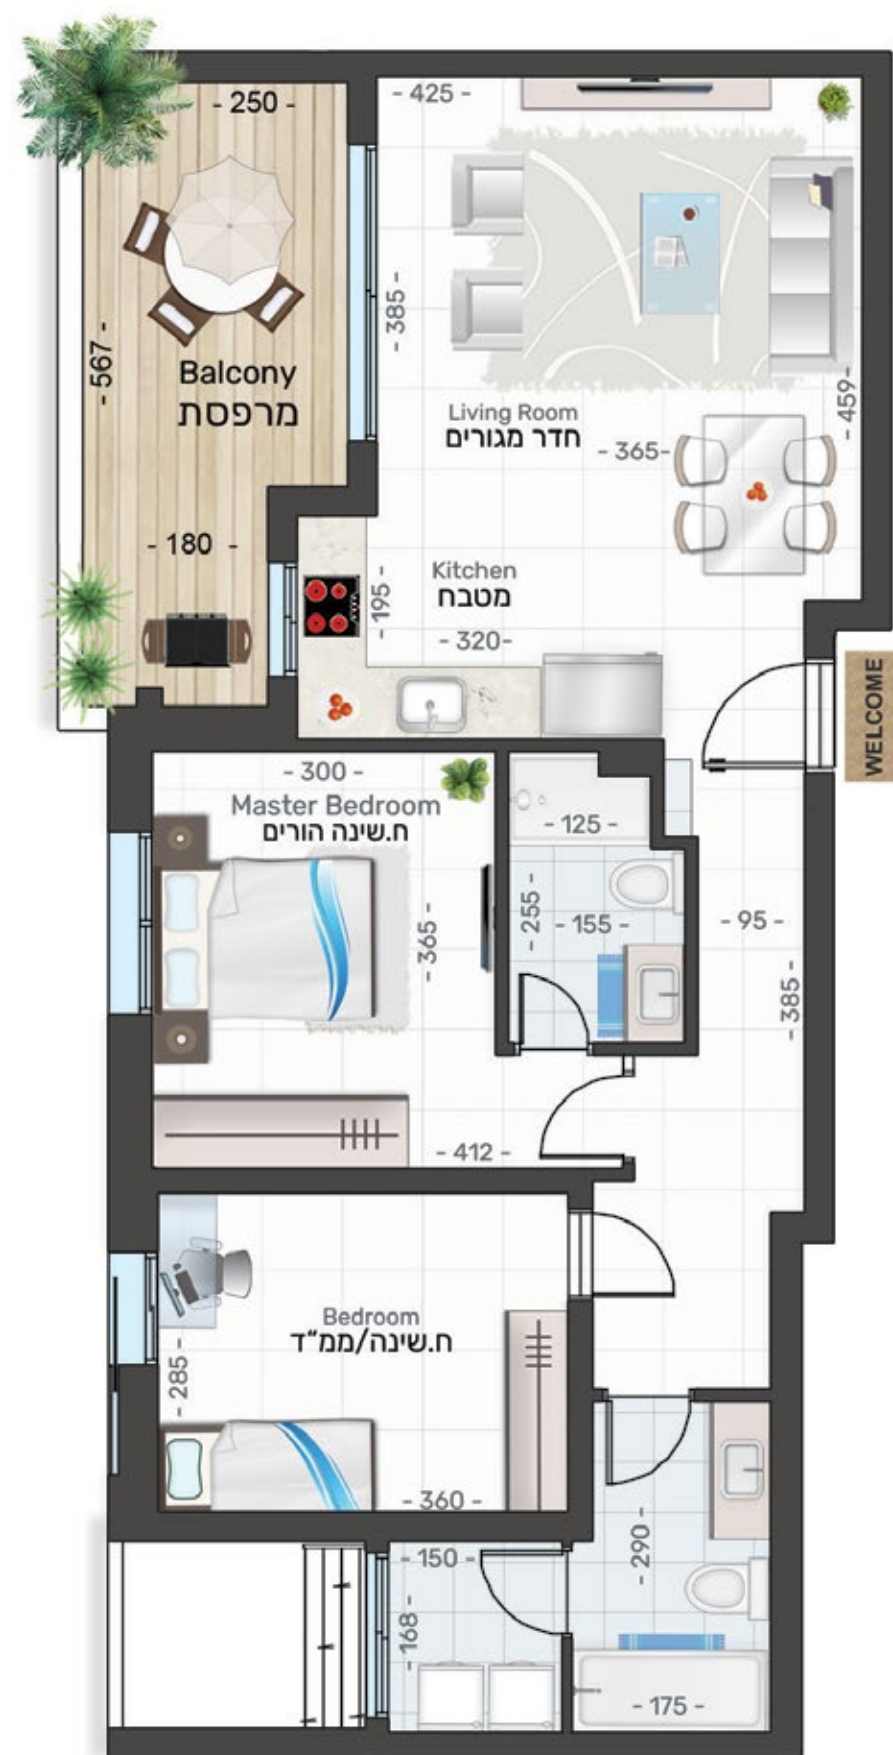 - 250 -
- 425 -
- 385 -
- 567 -
Balcony
מרפסת
- 459 -
Living Room
חדר מגורים
- 365 -
- 180 -
Kitchen
מטבח
- 195 -
- 320 -
WELCOME
- 300 -
Master Bedroom
ח.שינה הורים
- 125 -
- 255 -
- 155 -
- 95 -
- 365 -
- 385 -
- 412 -
Bedroom
ח.שינה/ממ"ד
- 285 -
- 360 -
- 150 -
- 290 -
- 168 -
- 175 -